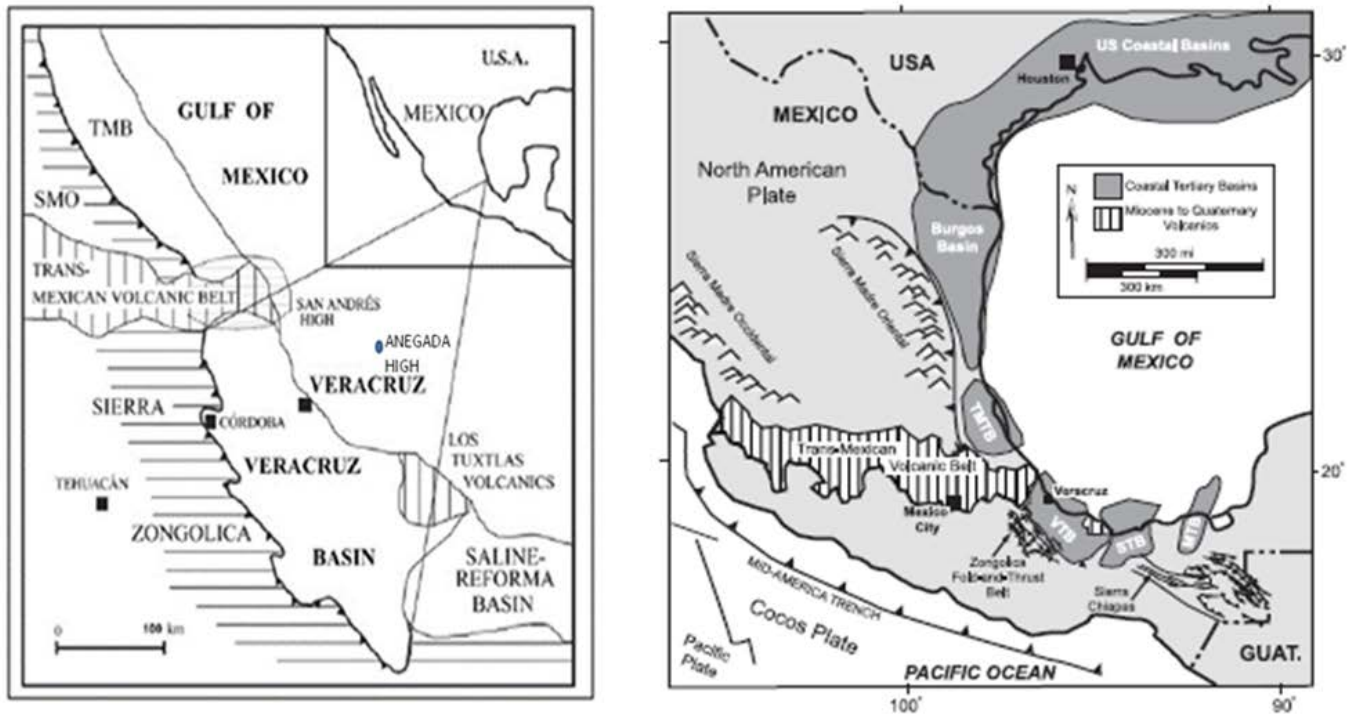 U.S.A.
MEXICO
GULF OF
MEXICO
TMB
SMO
TRANS-
MEXICAN VOLCANIC BELT
SAN ANDRÉS
HIGH
ANEGADA
HIGH
VERACRUZ
SIERRA
CÓRDOBA
VERACRUZ
LOS
TUXTLAS
VOLCANICS
TEHUACÁN
ZONGOLICA
BASIN
SALINE-
REFORMA
BASIN
0 100 km
US Coastal Basins
30°
USA
Houston
MEXICO
North American
Plate
N
Coastal Tertiary Basins
Miocene to Quaternary
Volcanics
300 mi
300 km
Burgos
Basin
Sierra Madre Occidental
Sierra Madre Oriental
GULF OF
MEXICO
TMTB
Trans-Mexican
Volcanic Belt
20°
Veracruz
Mexico
City
VTB
STB
MTB
Zongolica
Fold-and-Thrust
Belt
Sierra
Chiapas
MID-AMERICA TRENCH
Cocos Plate
Pacific
Plate
PACIFIC OCEAN
GUAT.
100°
90°